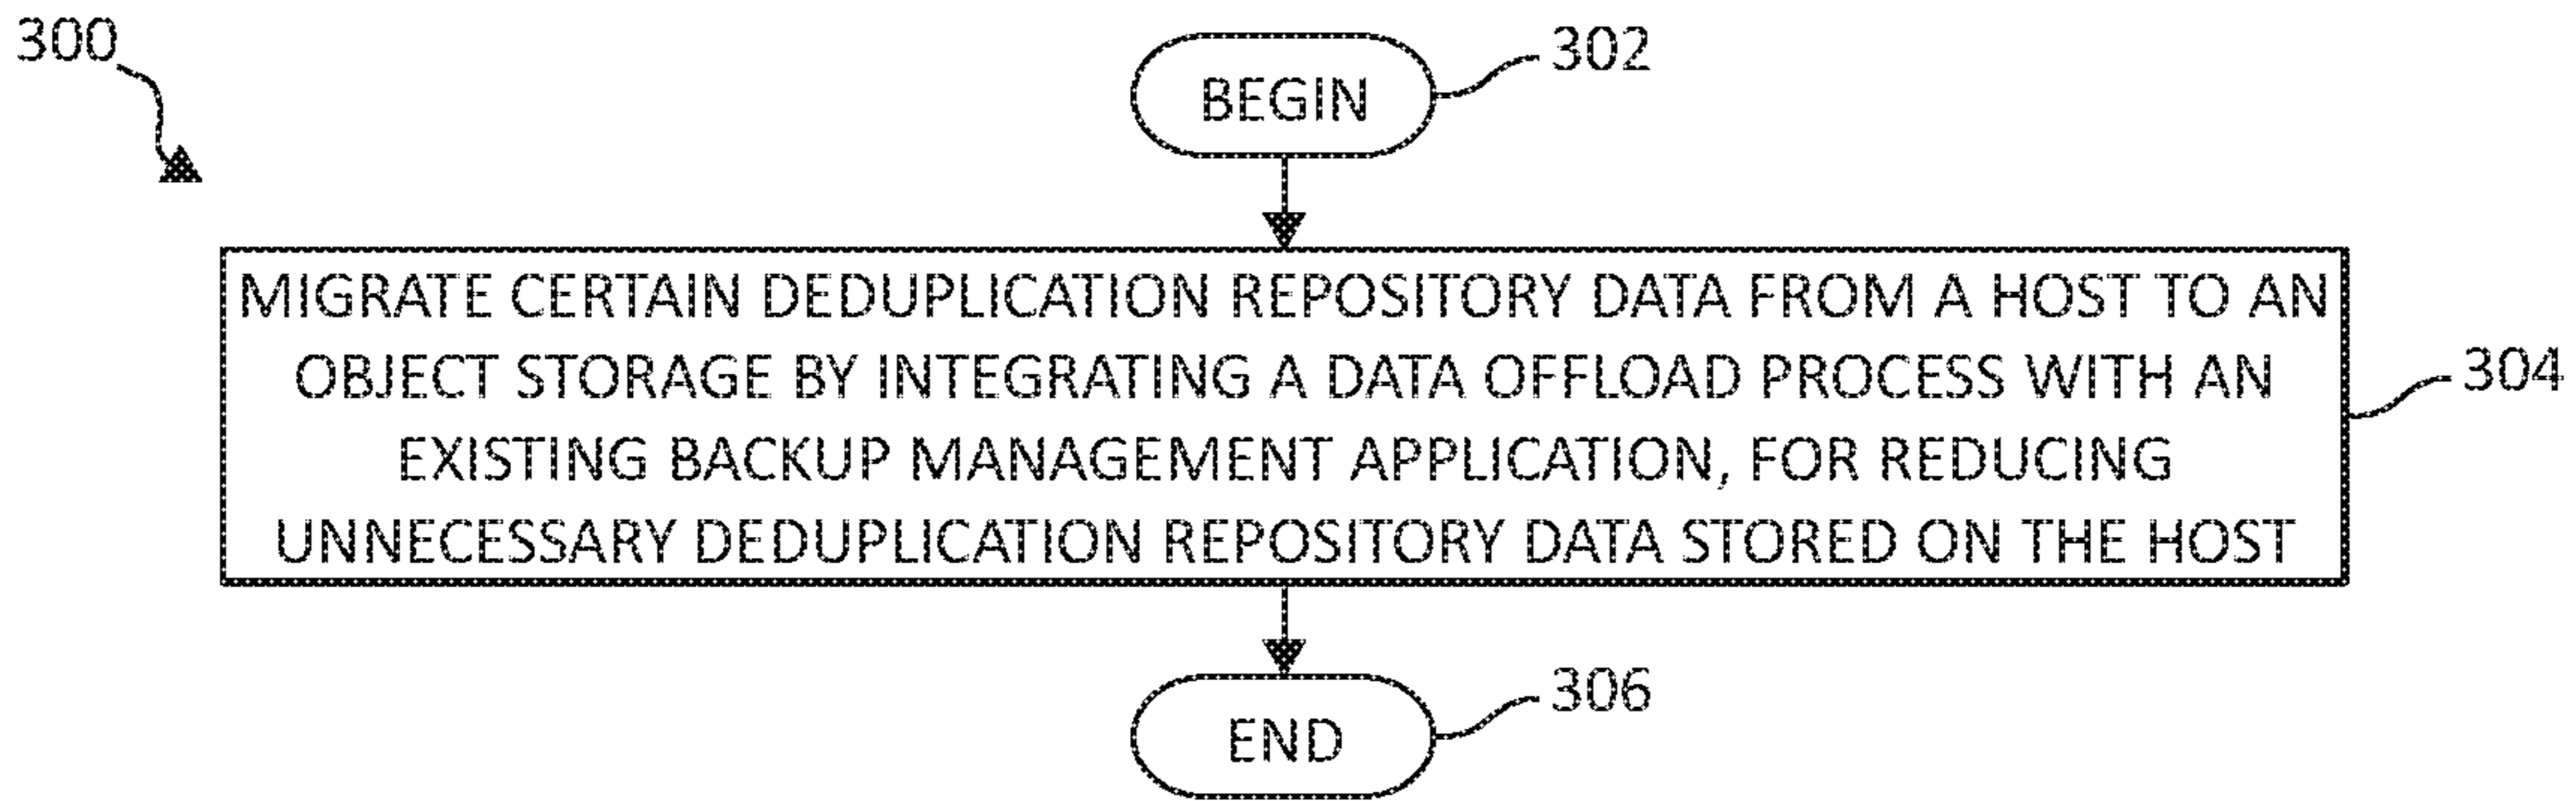 300
BEGIN
302
MIGRATE CERTAIN DEDUPLICATION REPOSITORY DATA FROM A HOST TO AN
OBJECT STORAGE BY INTEGRATING A DATA OFFLOAD PROCESS WITH AN
EXISTING BACKUP MANAGEMENT APPLICATION, FOR REDUCING
UNNECESSARY DEDUPLICATION REPOSITORY DATA STORED ON THE HOST
304
END
306